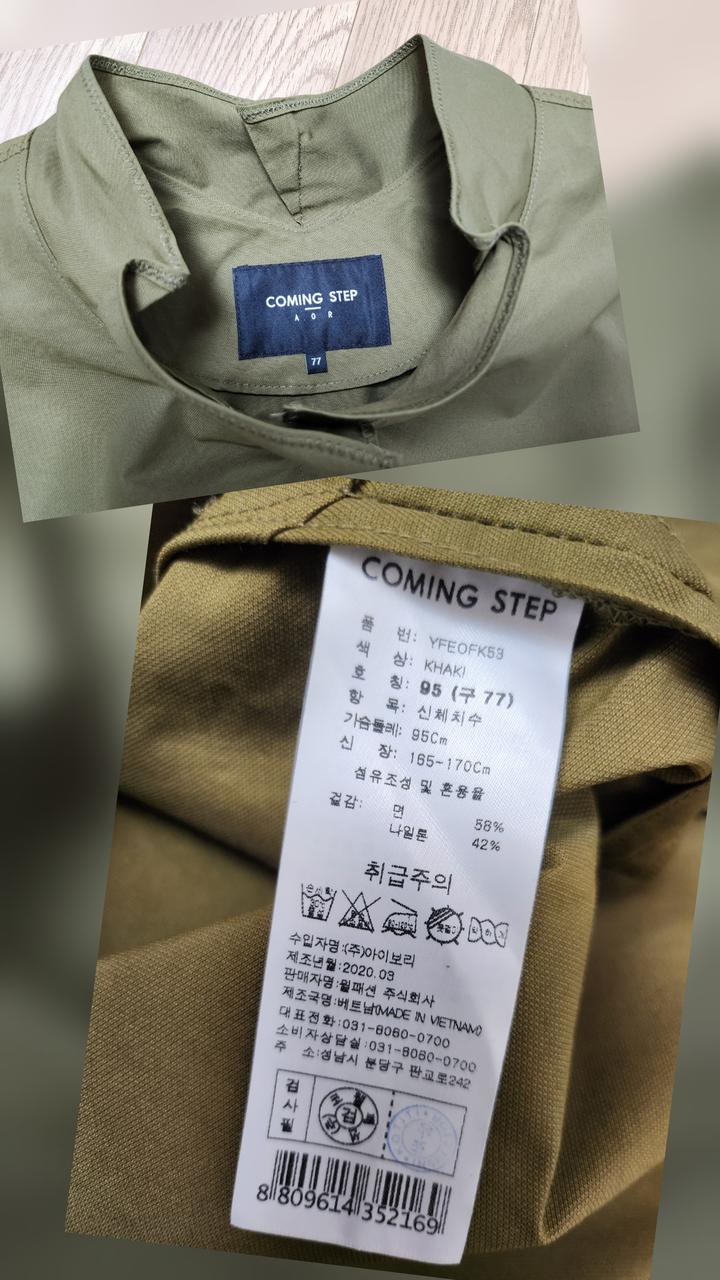 COMING STEP
A O R
77
COMING STEP
품 번: YFEOFK53
색 상: KHAKI
호 칭: 95 (구 77)
항 목: 신체치수
가슴둘레: 95Cm
신 장: 165-170Cm
섬유조성 및 혼용율
겉감: 면 58%
나일론 42%
취급주의
수입자명:(주)아이보리
제조년월:2020.03
판매자명:월패션 주식회사
제조국명:베트남(MADE IN VIETNAM)
대표전화:031-8060-0700
소비자상담실:031-8060-0700
주 소:성남시 분당구 판교로242
검사필
검
8 809614 352169